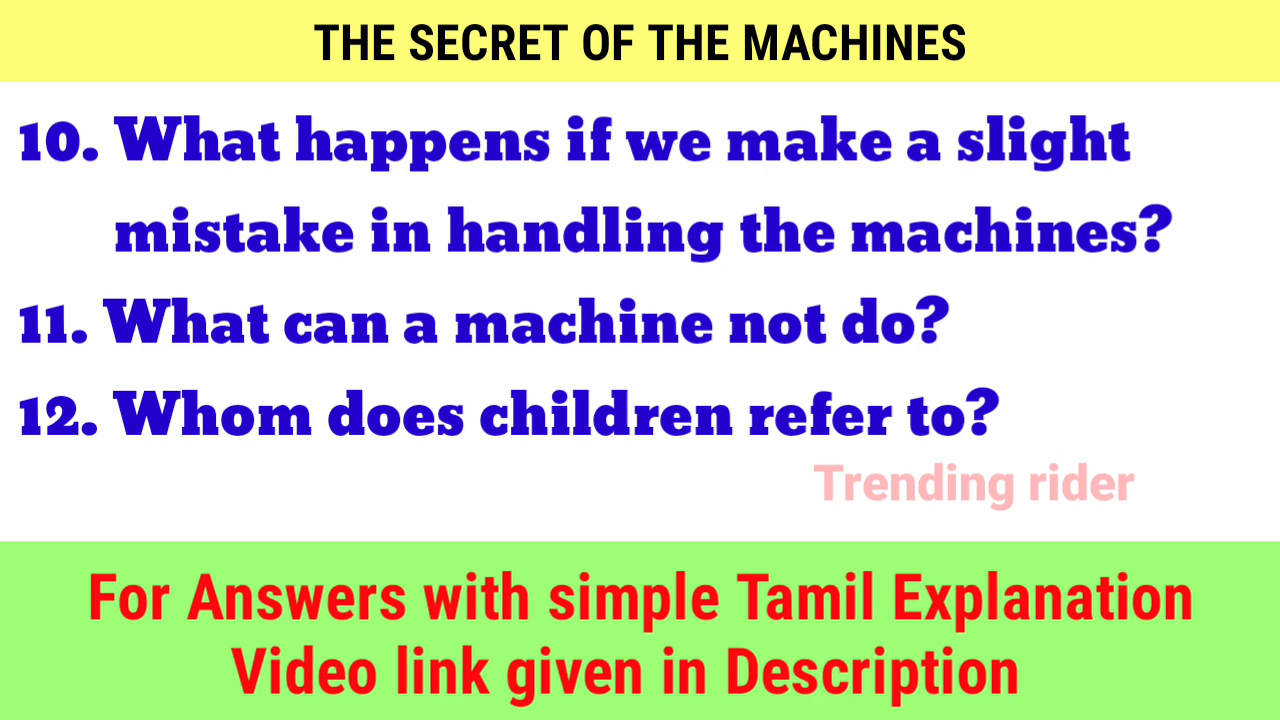 THE SECRET OF THE MACHINES
10. What happens if we make a slight
mistake in handling the machines?
11. What can a machine not do?
12. Whom does children refer to?
Trending rider
For Answers with simple Tamil Explanation
Video link given in Description